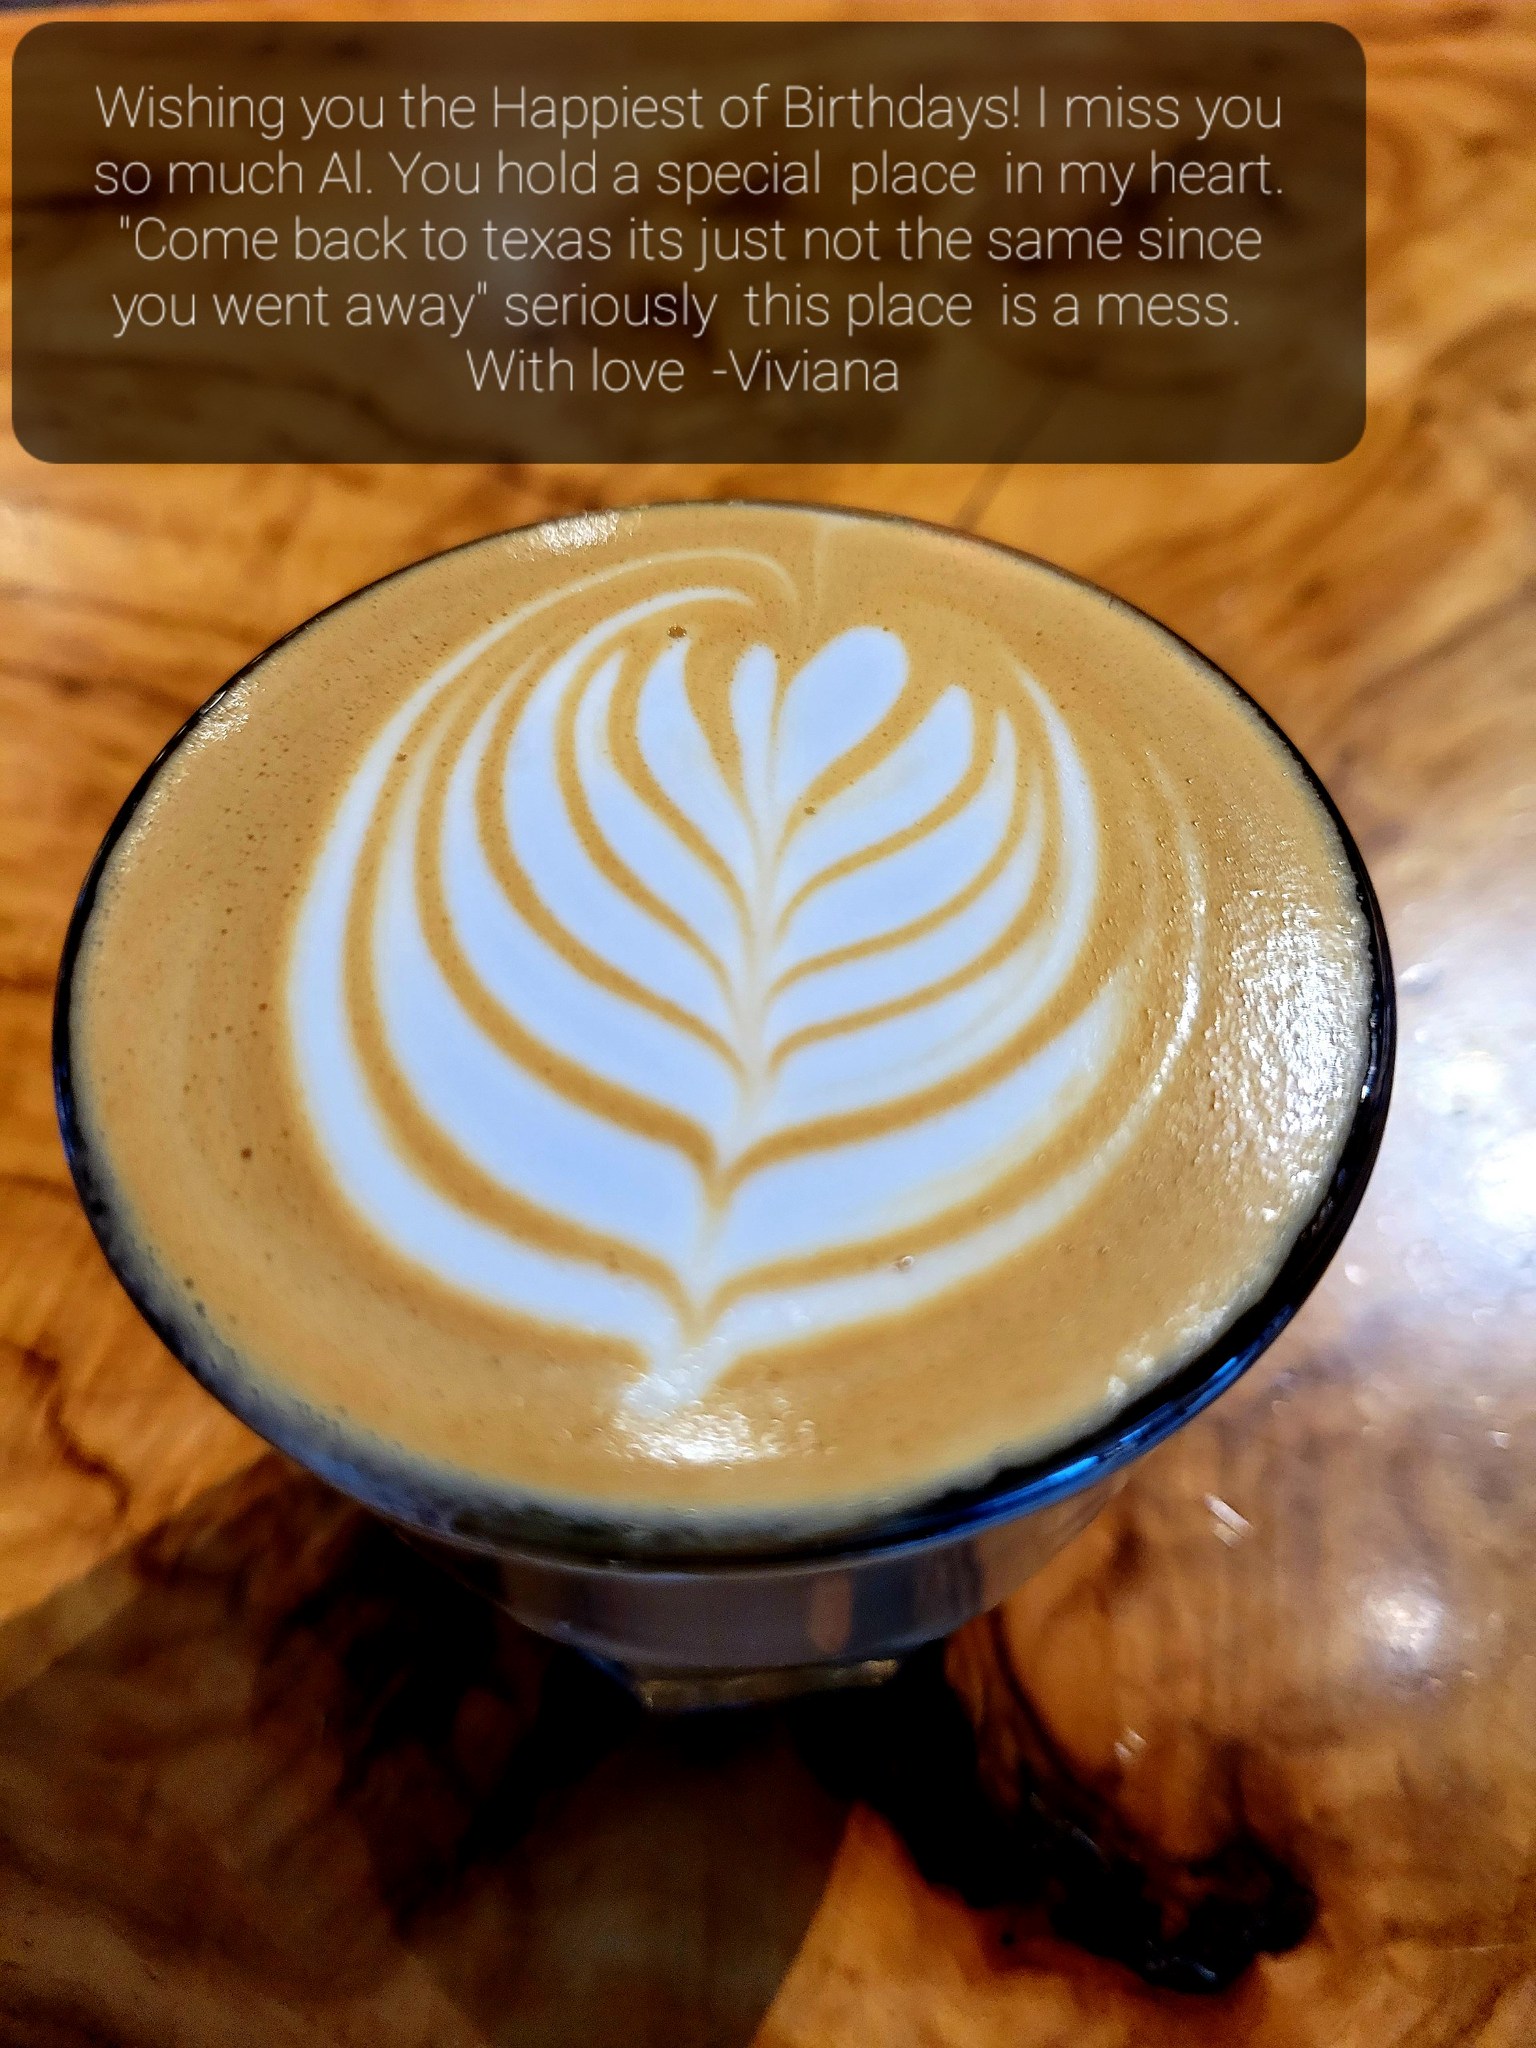 Wishing you the Happiest of Birthdays! I miss you
so much Al. You hold a special place in my heart.
"Come back to texas its just not the same since
you went away" seriously this place is a mess.
With love -Viviana